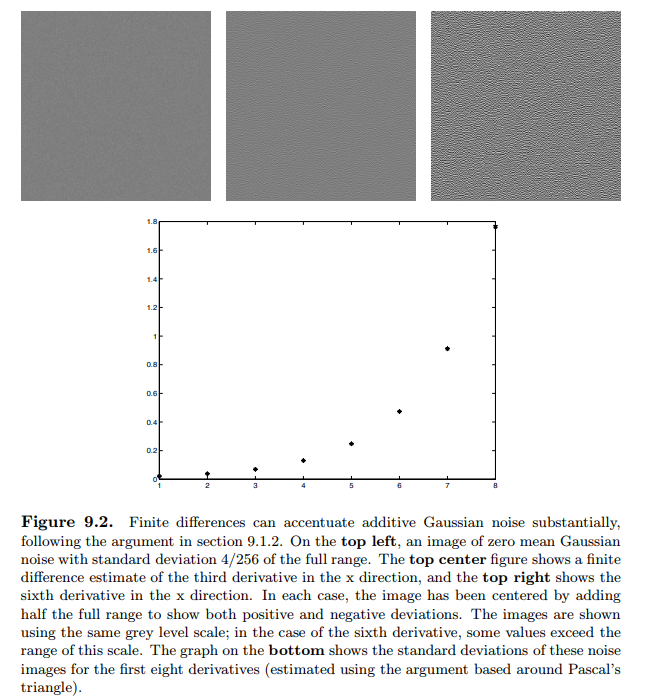 1.8
1.6
1.4
1.2
1
0.8
0.6
0.4
0.2
0
1 2 3 4 5 6 7 8
Figure 9.2. Finite differences can accentuate additive Gaussian noise substantially,
following the argument in section 9.1.2. On the top left, an image of zero mean Gaussian
noise with standard deviation 4/256 of the full range. The top center figure shows a finite
difference estimate of the third derivative in the x direction, and the top right shows the
sixth derivative in the x direction. In each case, the image has been centered by adding
half the full range to show both positive and negative deviations. The images are shown
using the same grey level scale; in the case of the sixth derivative, some values exceed the
range of this scale. The graph on the bottom shows the standard deviations of these noise
images for the first eight derivatives (estimated using the argument based around Pascal's
triangle).